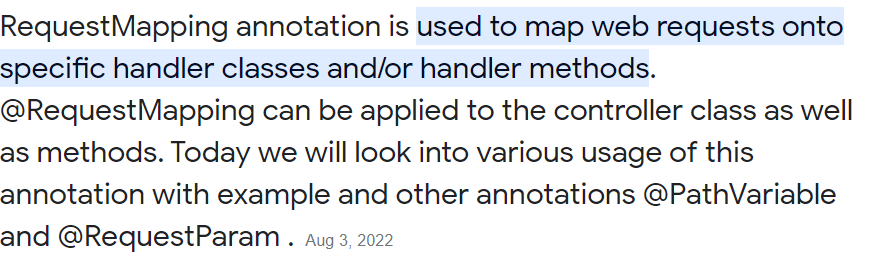 RequestMapping annotation is used to map web requests onto
specific handler classes and/or handler methods.
@RequestMapping can be applied to the controller class as well
as methods. Today we will look into various usage of this
annotation with example and other annotations @PathVariable
and @RequestParam . Aug 3, 2022